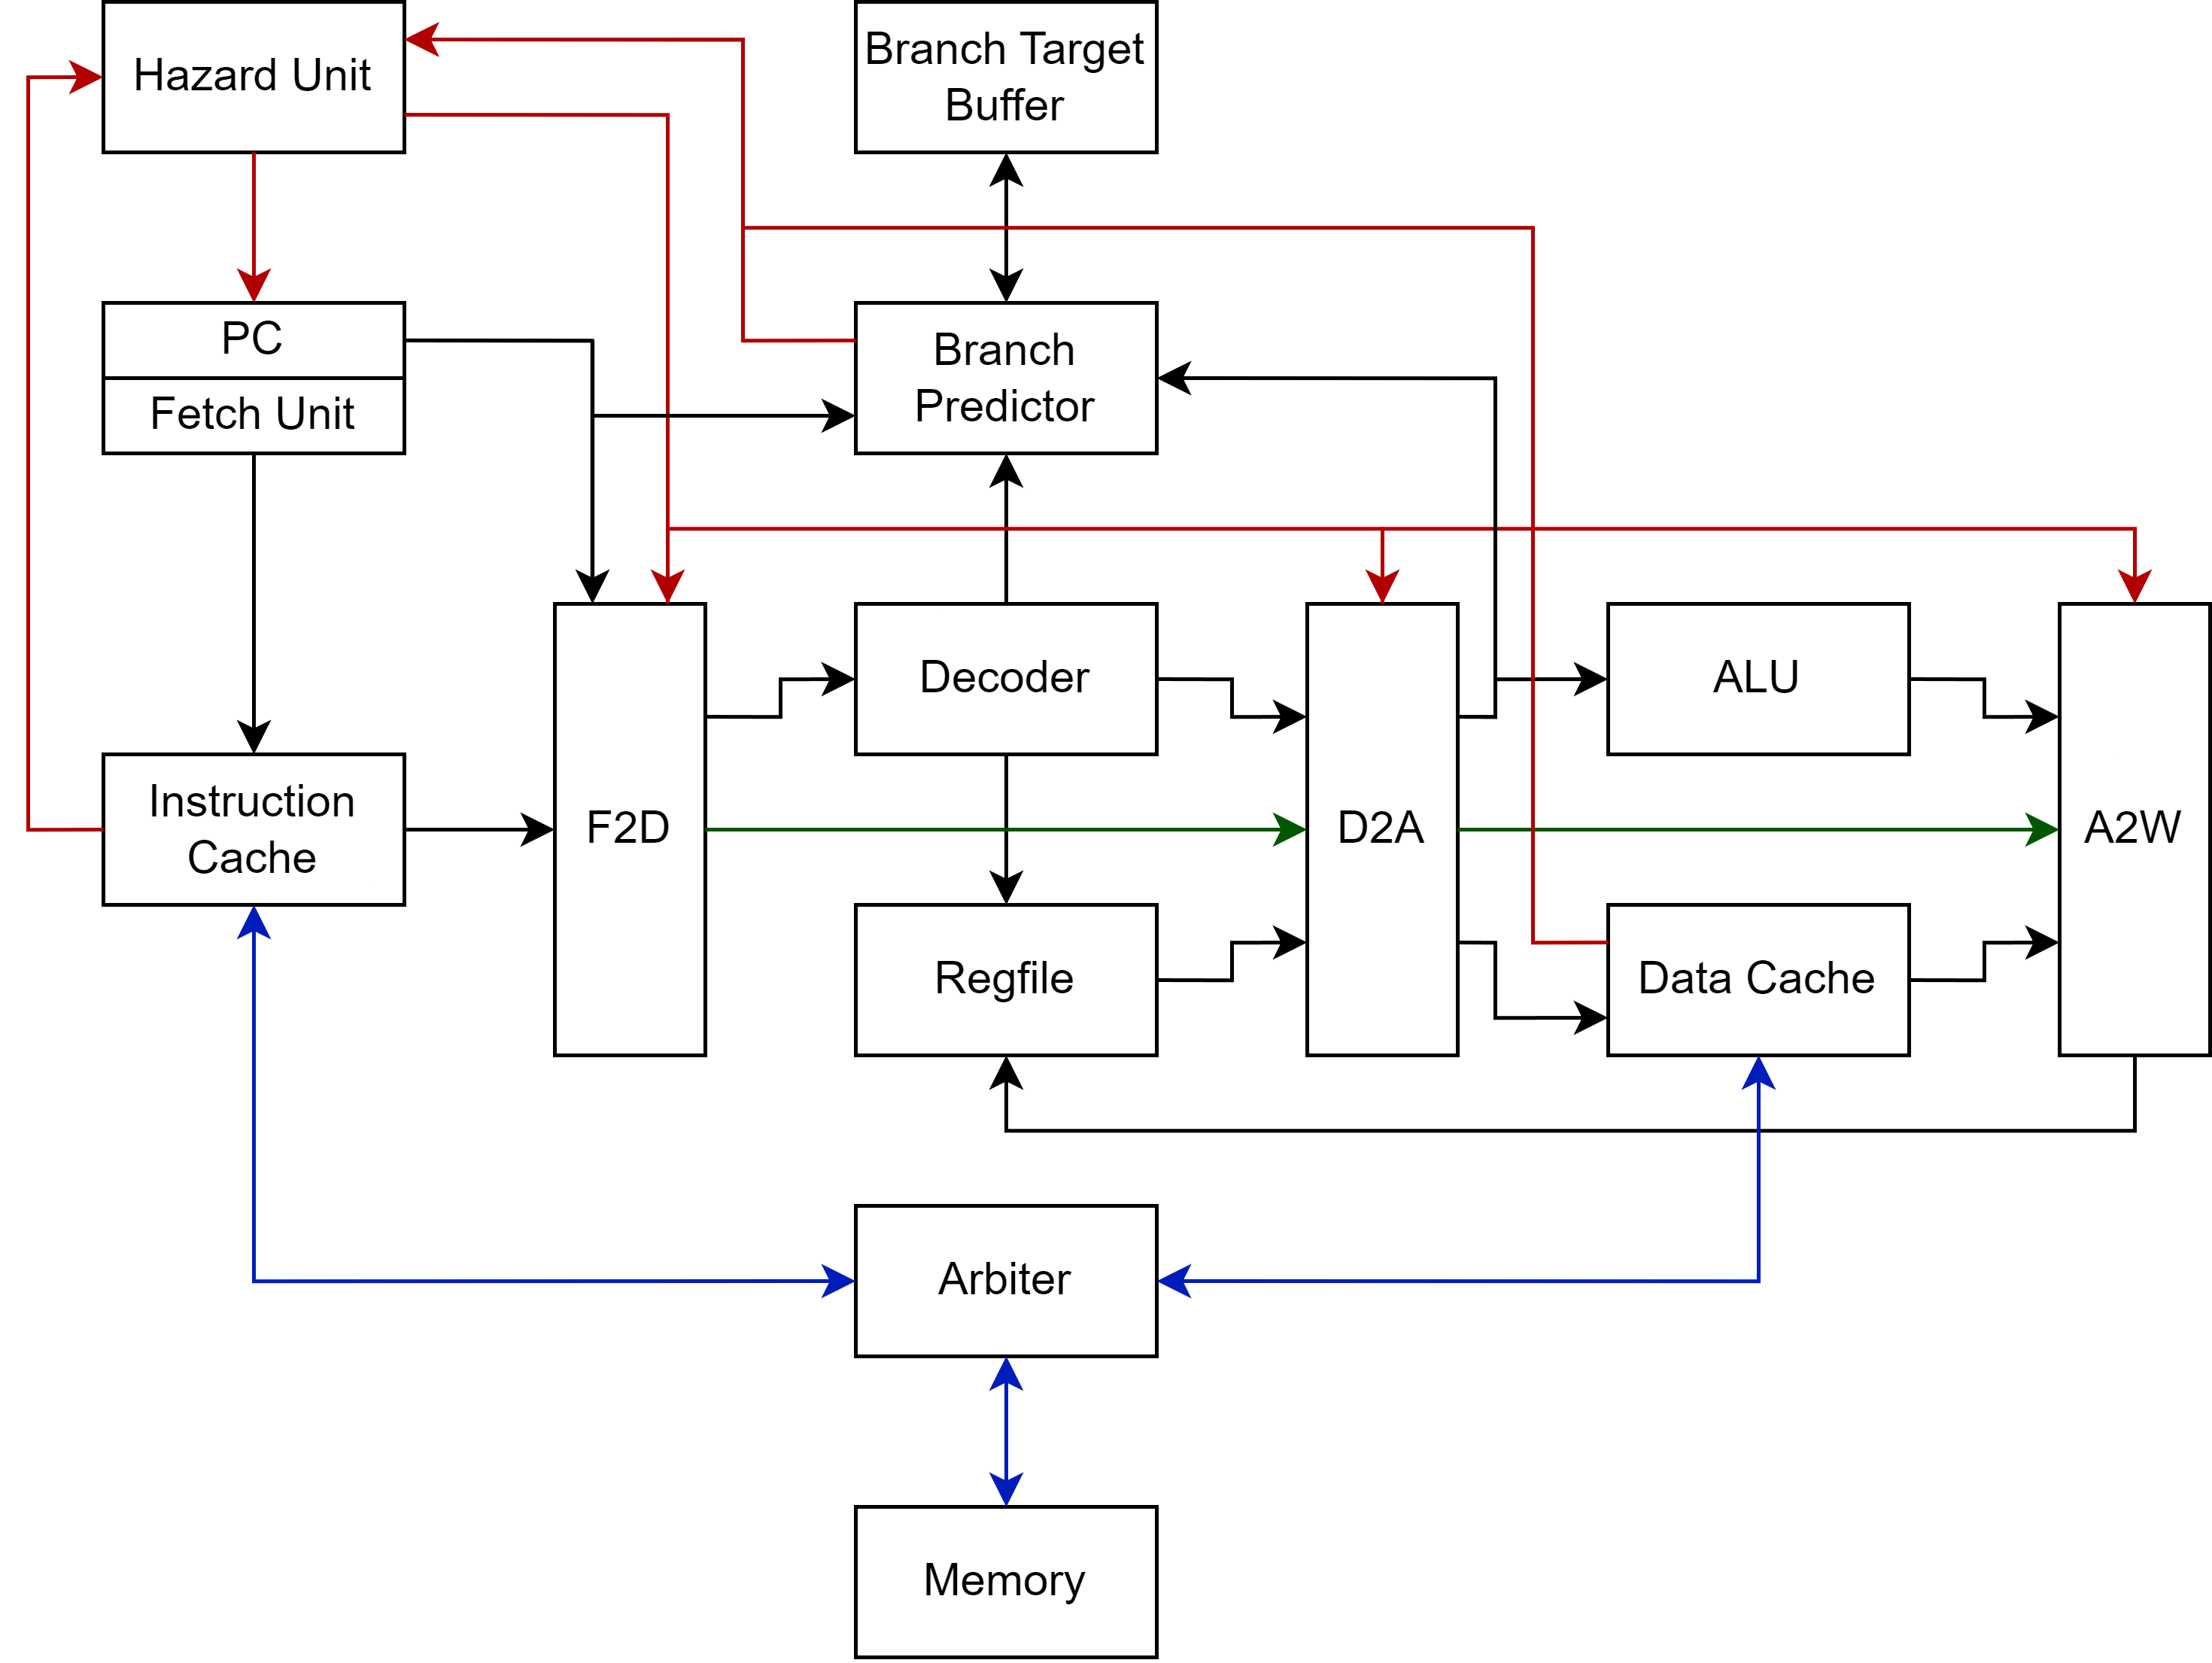 Hazard Unit
Branch Target
Buffer
PC
Fetch Unit
Branch
Predictor
Instruction
Cache
F2D
Decoder
Regfile
D2A
ALU
Data Cache
A2W
Arbiter
Memory